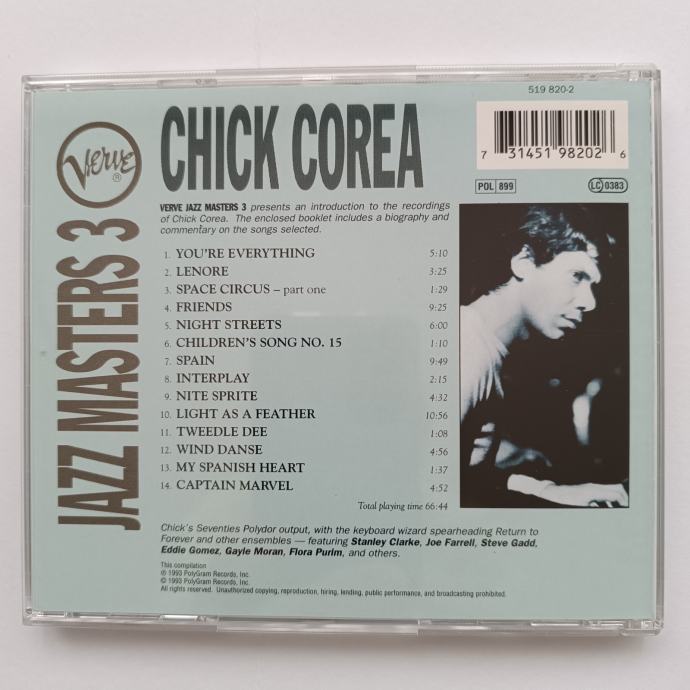 519 820-2
Verve ®
CHICK COREA
7 31451 98202 6
POL 899
LC 0383
JAZZ MASTERS 3
VERVE JAZZ MASTERS 3 presents an introduction to the recordings
of Chick Corea. The enclosed booklet includes a biography and
commentary on the songs selected.
1. YOU'RE EVERYTHING 5:10
2. LENORE 3:25
3. SPACE CIRCUS – part one 1:29
4. FRIENDS 9:25
5. NIGHT STREETS 6:00
6. CHILDREN'S SONG NO. 15 1:10
7. SPAIN 9:49
8. INTERPLAY 2:15
9. NITE SPRITE 4:32
10. LIGHT AS A FEATHER 10:56
11. TWEEDLE DEE 1:08
12. WIND DANSE 4:56
13. MY SPANISH HEART 1:37
14. CAPTAIN MARVEL 4:52
Total playing time 66:44
Chick's Seventies Polydor output, with the keyboard wizard spearheading Return to
Forever and other ensembles — featuring Stanley Clarke, Joe Farrell, Steve Gadd,
Eddie Gomez, Gayle Moran, Flora Purim, and others.
This compilation
℗ 1993 PolyGram Records, Inc.
© 1993 PolyGram Records, Inc.
All rights reserved. Unauthorized copying, reproduction, hiring, lending, public performance, and broadcasting prohibited.